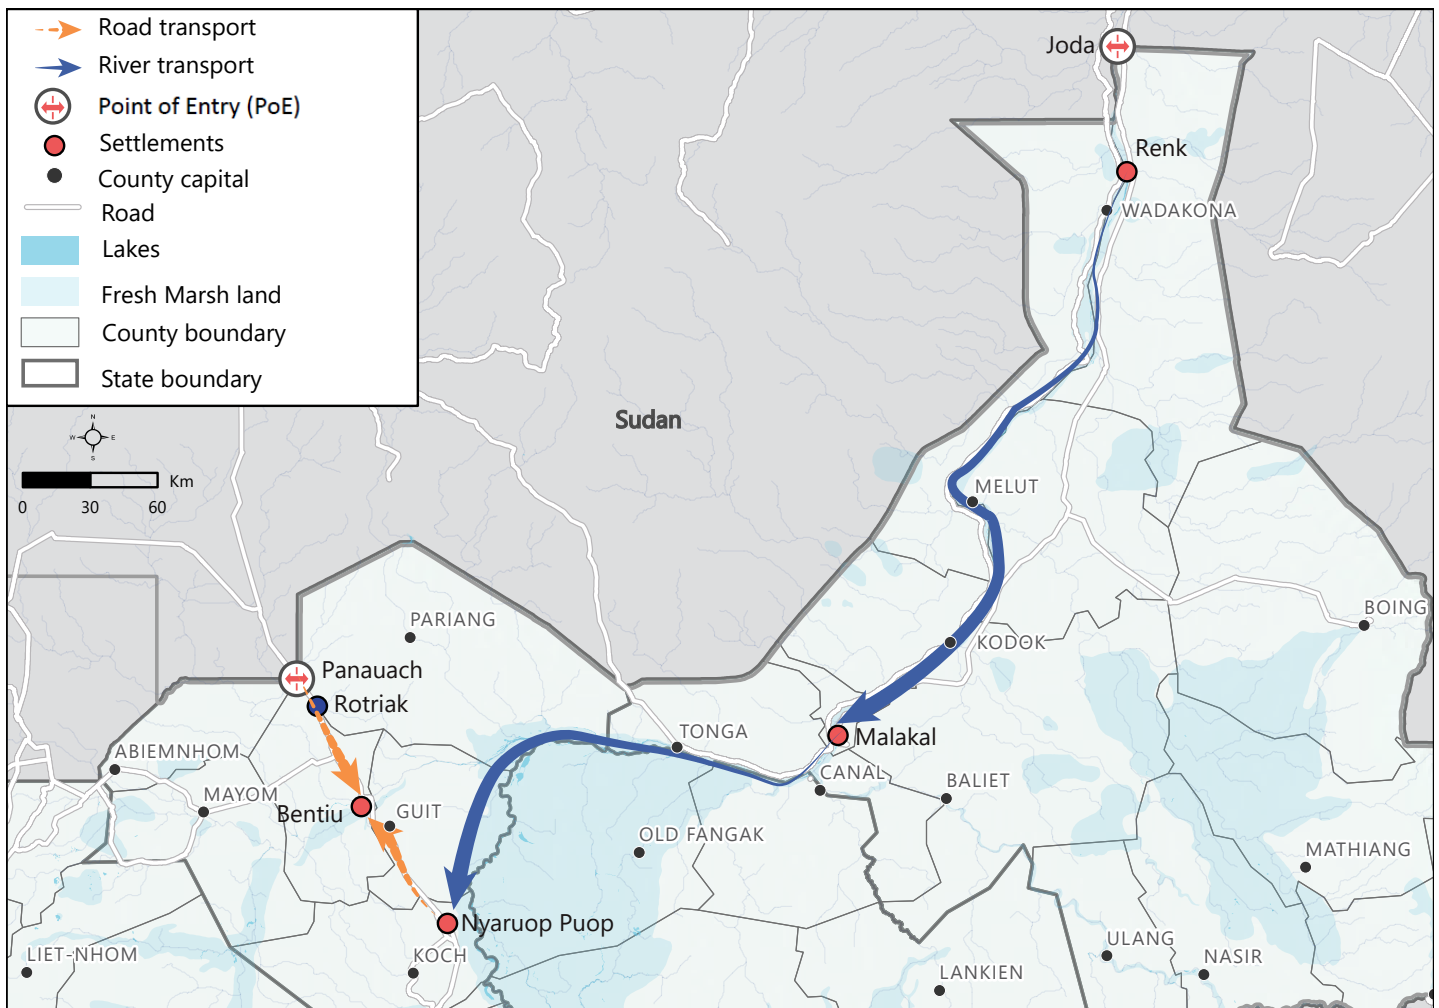 Road transport
River transport
Point of Entry (PoE)
Settlements
County capital
Road
Lakes
Fresh Marsh land
County boundary
State boundary
N
W
E
S
Km
0 30 60
Joda
Renk
WADAKONA
Sudan
MELUT
BOING
PARIANG
KODOK
Panauach
Rotriak
TONGA
Malakal
ABIEMNHOM
CANAL
MAYOM
BALIET
Bentiu
GUIT
OLD FANGAK
MATHIANG
Nyaruop Puop
LIET-NHOM
KOCH
ULANG
NASIR
LANKIEN